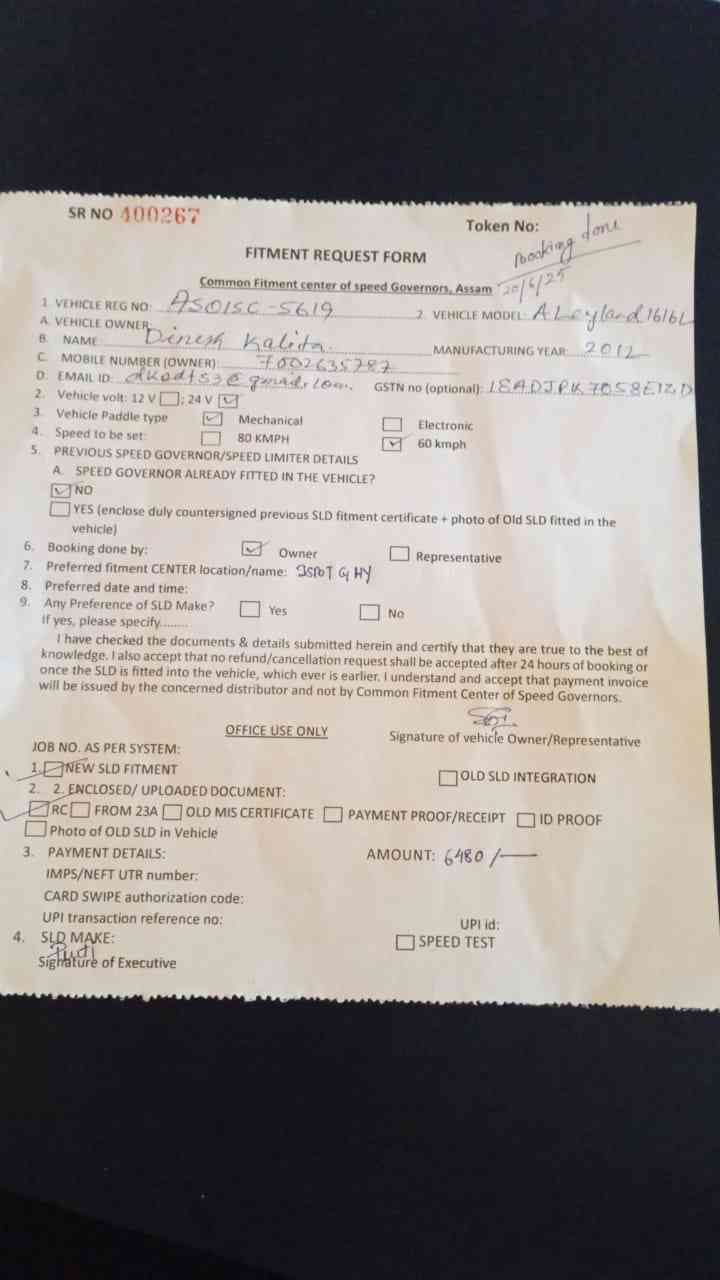 SR NO 400267
Token No:
Booking done
20/6/25
FITMENT REQUEST FORM
Common Fitment center of speed Governors, Assam
1. VEHICLE REG NO: AS01SC-5619 2. VEHICLE MODEL: A Leyland 1616L
A. VEHICLE OWNER
B. NAME Dinesh Kalita. MANUFACTURING YEAR: 2012
C. MOBILE NUMBER (OWNER): 7002635787
D. EMAIL ID: GSTN no (optional):
2. Vehicle volt: 12 V ; 24 V
3. Vehicle Paddle type Mechanical Electronic
4. Speed to be set: 80 KMPH 60 kmph
5. PREVIOUS SPEED GOVERNOR/SPEED LIMITER DETAILS
A. SPEED GOVERNOR ALREADY FITTED IN THE VEHICLE?
NO
YES (enclose duly countersigned previous SLD fitment certificate + photo of Old SLD fitted in the
vehicle)
6. Booking done by: Owner Representative
7. Preferred fitment CENTER location/name: ISBT GHY
8. Preferred date and time:
9. Any Preference of SLD Make? Yes No
If yes, please specify........
I have checked the documents & details submitted herein and certify that they are true to the best of
knowledge. I also accept that no refund/cancellation request shall be accepted after 24 hours of booking or
once the SLD is fitted into the vehicle, which ever is earlier. I understand and accept that payment invoice
will be issued by the concerned distributor and not by Common Fitment Center of Speed Governors.
OFFICE USE ONLY
Signature of vehicle Owner/Representative
JOB NO. AS PER SYSTEM:
1. NEW SLD FITMENT OLD SLD INTEGRATION
2. 2. ENCLOSED/ UPLOADED DOCUMENT:
RC FROM 23A OLD MIS CERTIFICATE PAYMENT PROOF/RECEIPT ID PROOF
Photo of OLD SLD in Vehicle
3. PAYMENT DETAILS: AMOUNT: 6480/—
IMPS/NEFT UTR number:
CARD SWIPE authorization code:
UPI transaction reference no: UPI id:
4. SLD MAKE: SPEED TEST
Signature of Executive